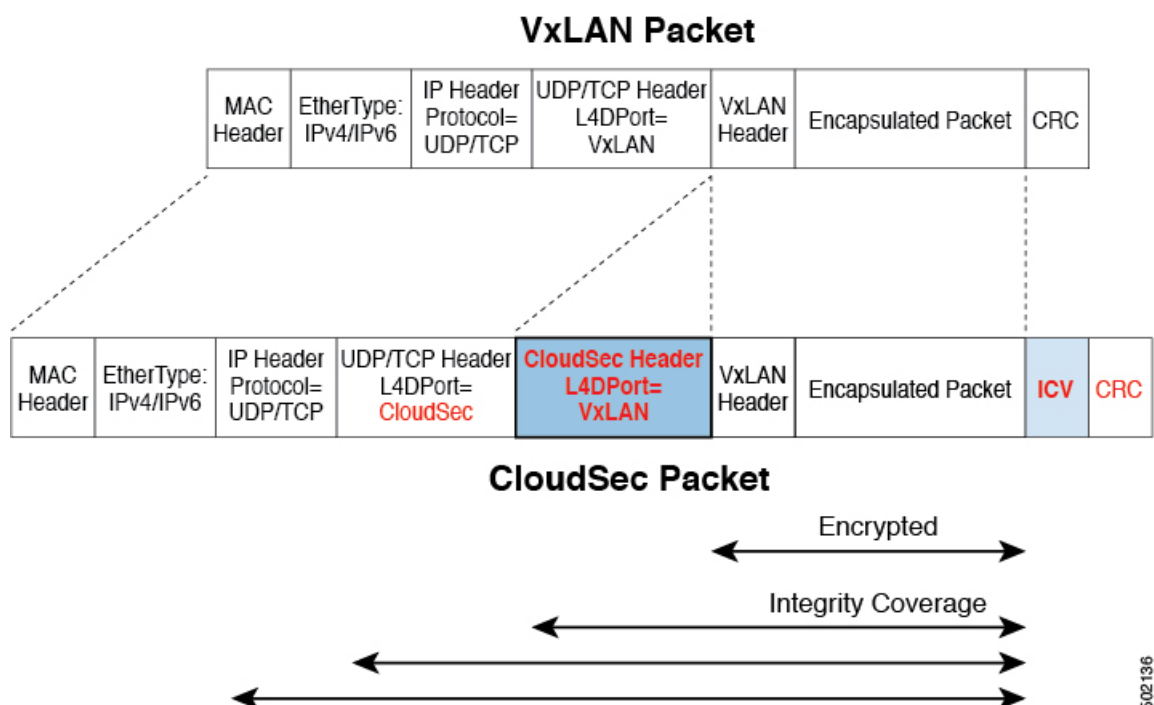 VxLAN Packet
MAC
Header
EtherType:
IPv4/IPv6
IP Header
Protocol=
UDP/TCP
UDP/TCP Header
L4DPort=
VxLAN
VxLAN
Header
Encapsulated Packet
CRC
MAC
Header
EtherType:
IPv4/IPv6
IP Header
Protocol=
UDP/TCP
UDP/TCP Header
L4DPort=
CloudSec
CloudSec Header
L4DPort=
VxLAN
VxLAN
Header
Encapsulated Packet
ICV
CRC
CloudSec Packet
Encrypted
Integrity Coverage
502136